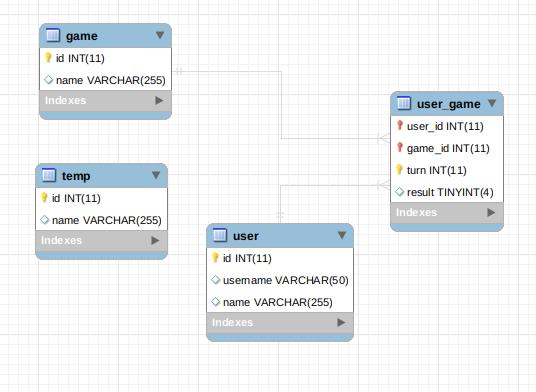 game
id INT(11)
name VARCHAR(255)
Indexes
user_game
user_id INT(11)
game_id INT(11)
turn INT(11)
result TINYINT(4)
Indexes
temp
id INT(11)
name VARCHAR(255)
Indexes
user
id INT(11)
username VARCHAR(50)
name VARCHAR(255)
Indexes